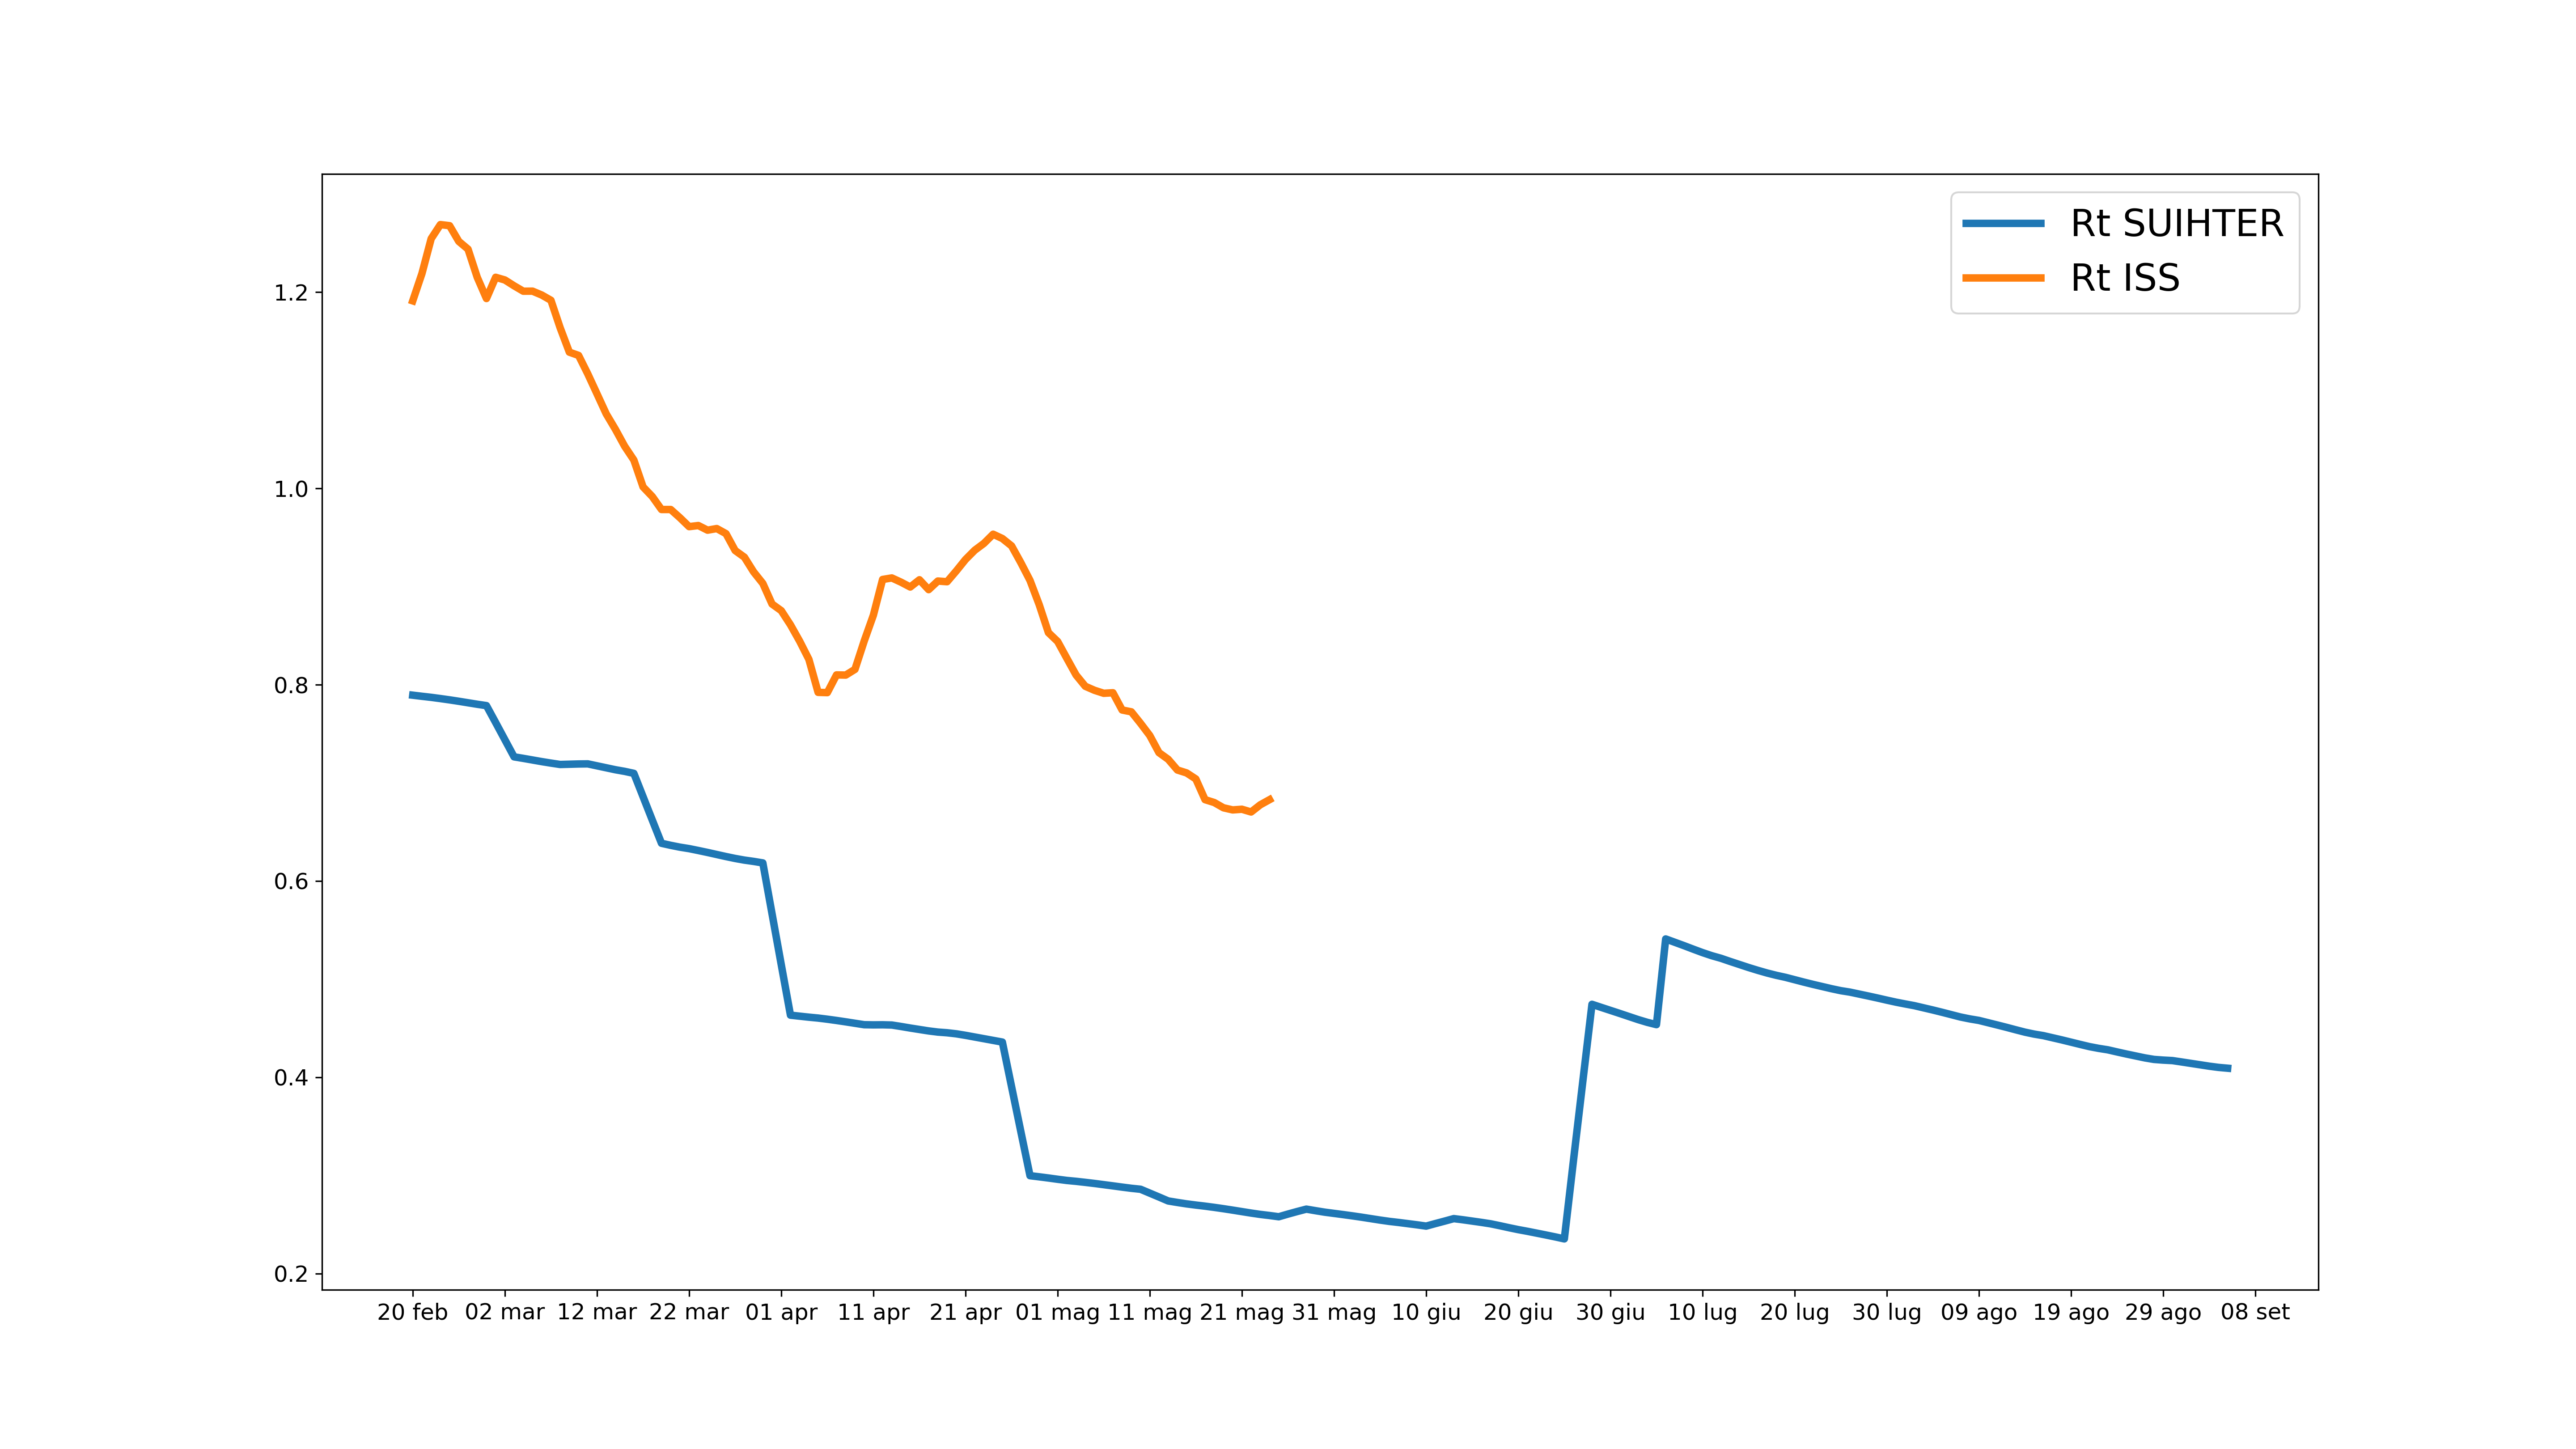 Rt SUIHTER
Rt ISS
1.2
1.0
0.8
0.6
0.4
0.2
20 feb 02 mar 12 mar 22 mar 01 apr 11 apr 21 apr 01 mag 11 mag 21 mag 31 mag 10 giu 20 giu 30 giu 10 lug 20 lug 30 lug 09 ago 19 ago 29 ago 08 set